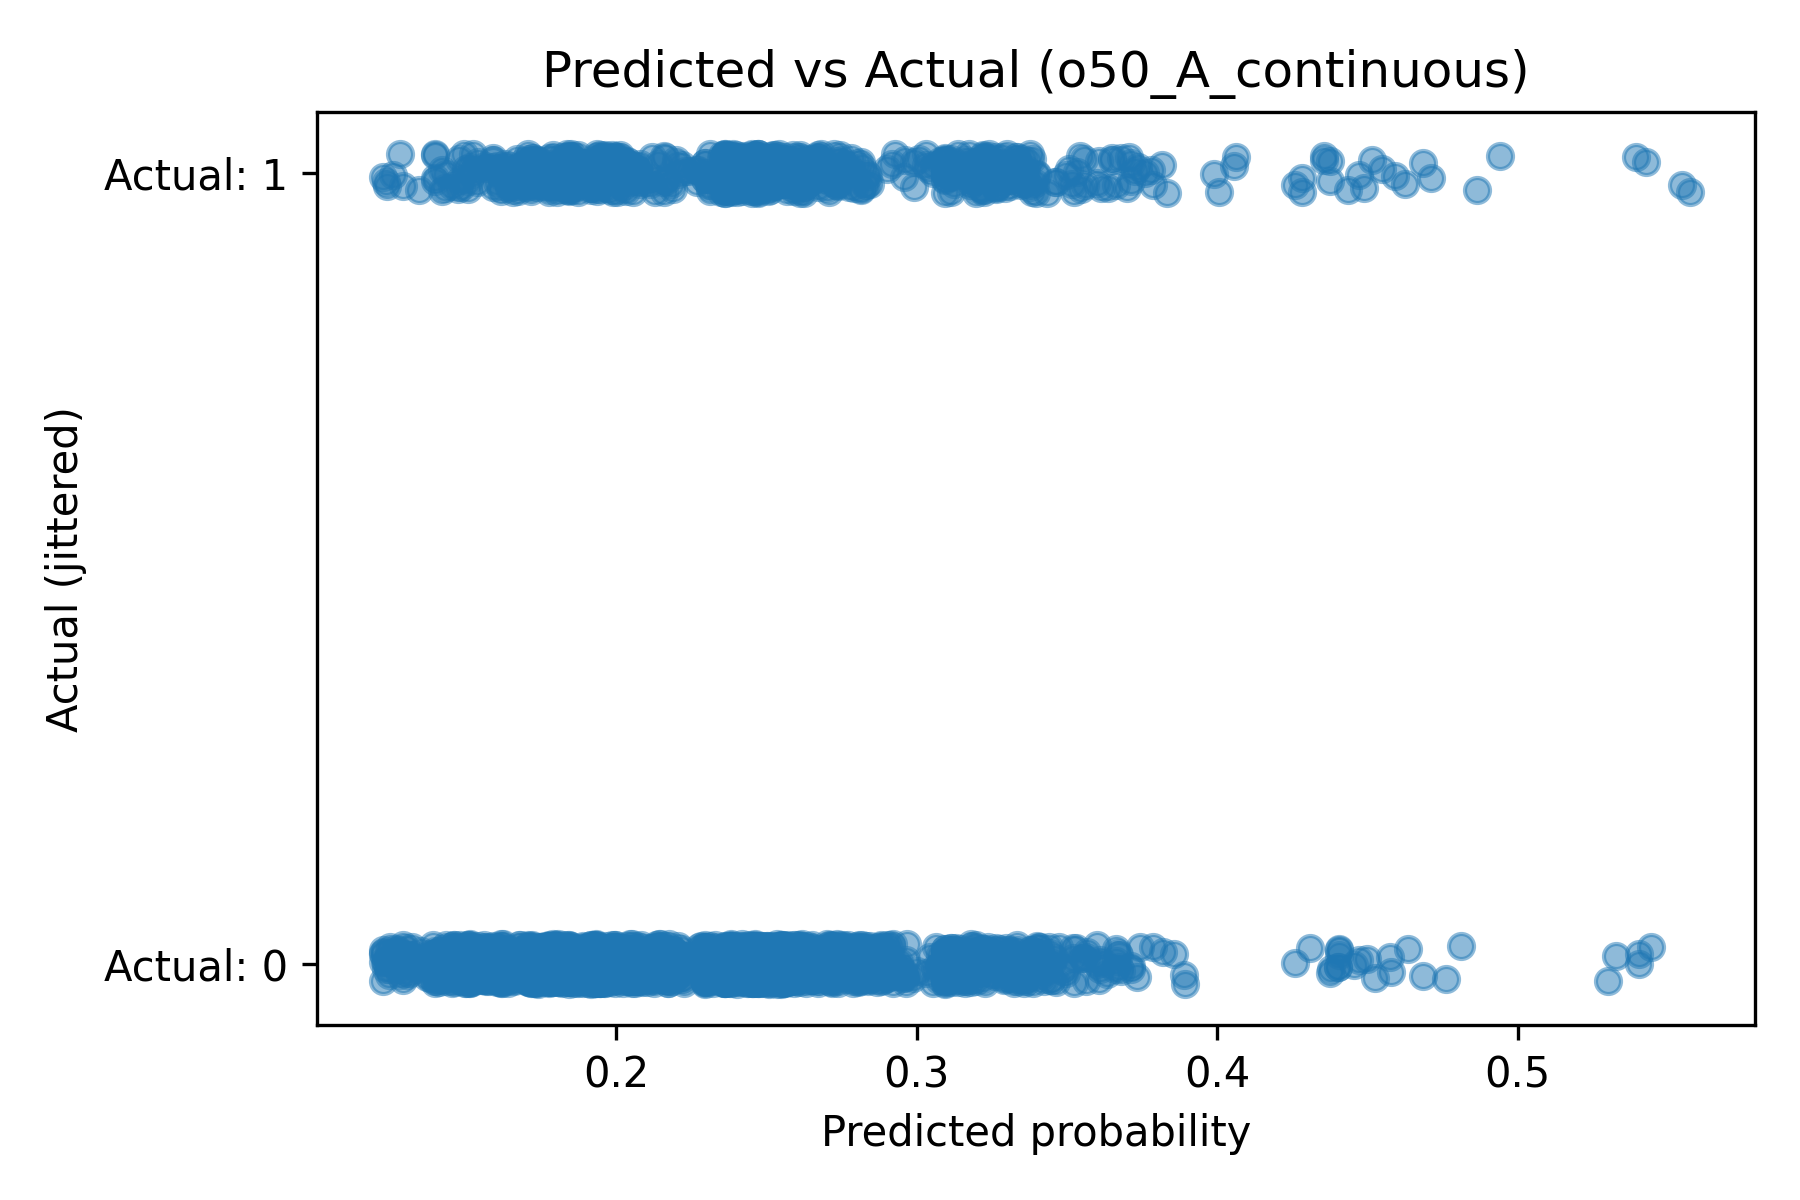 Predicted vs Actual (o50_A_continuous)
Actual: 1
Actual (jittered)
Actual: 0
0.2 0.3 0.4 0.5
Predicted probability